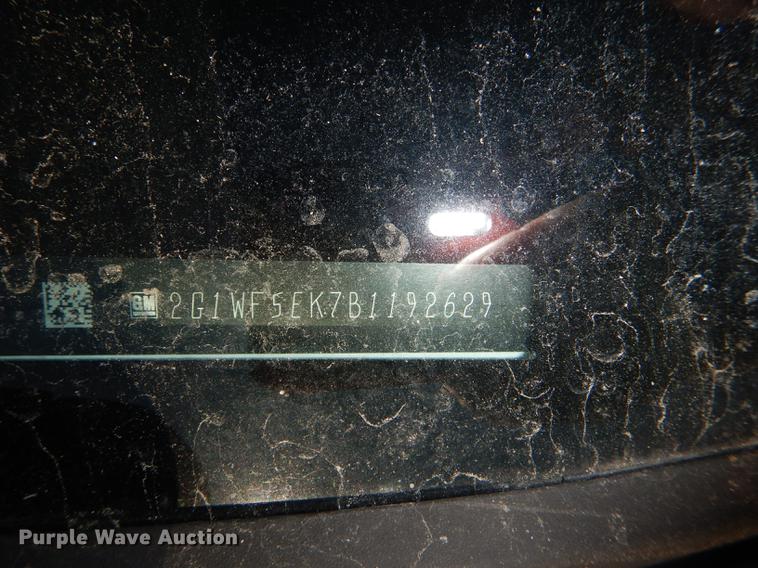 GM 2G1WF5EK7B1192629
Purple Wave Auction